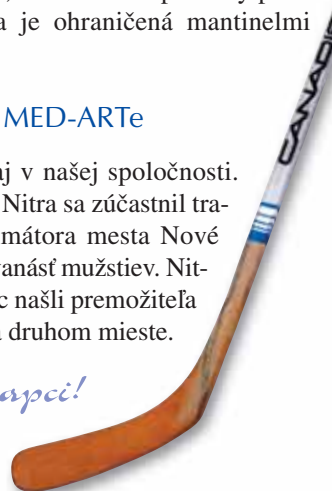 a je ohraničená mantinelmi
MED-ARTe
aj v našej spoločnosti.
Nitra sa zúčastnil tra-
mátora mesta Nové
anásť mužstiev. Nit-
c našli premožiteľa
druhom mieste.
apci!
CANADIEN